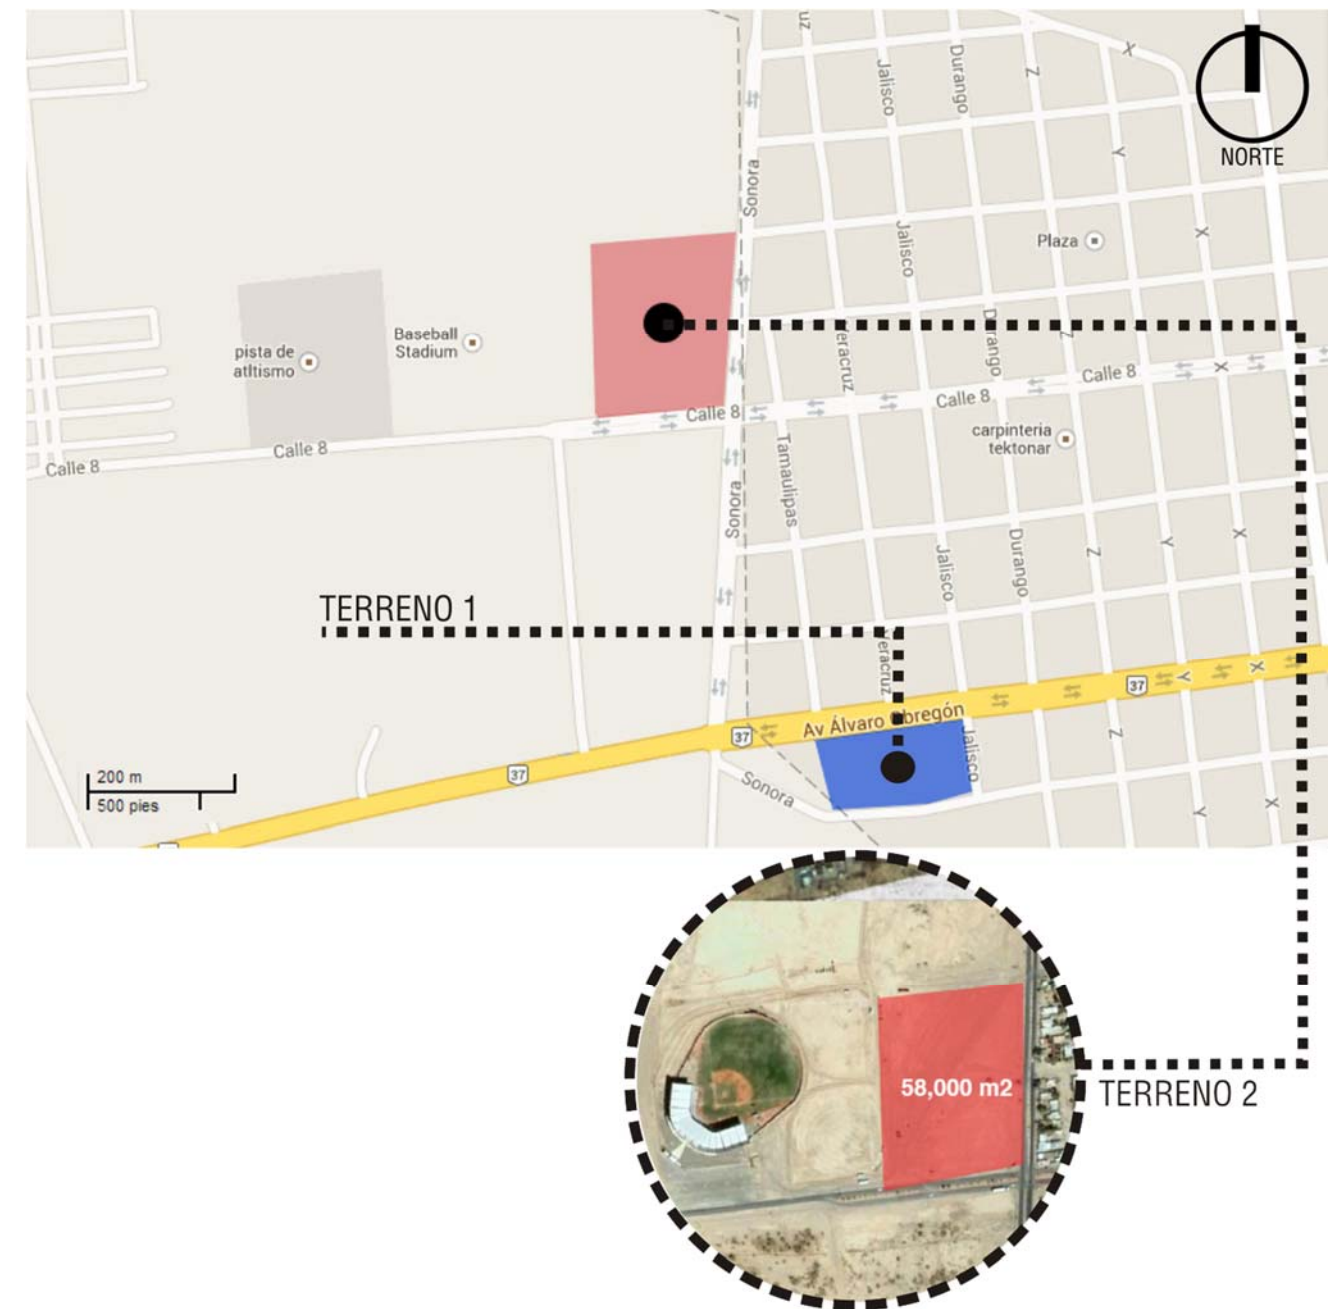 uz
Jalisco
Durango
Z
X
NORTE
Y
Sonora
Jalisco
X
Plaza
Baseball
Stadium
pista de
atltismo
Veracruz
Durango
Z
X
Calle 8
Calle 8
Calle 8
Calle 8
Calle 8
carpinteria
tektonar
Tamaulipas
Sonora
Jalisco
Durango
Z
Y
X
TERRENO 1
Veracruz
Y
X
37
Av Álvaro Obregón
37
37
Jalisco
Z
Sonora
Y
X
200 m
500 pies
58,000 m2
TERRENO 2